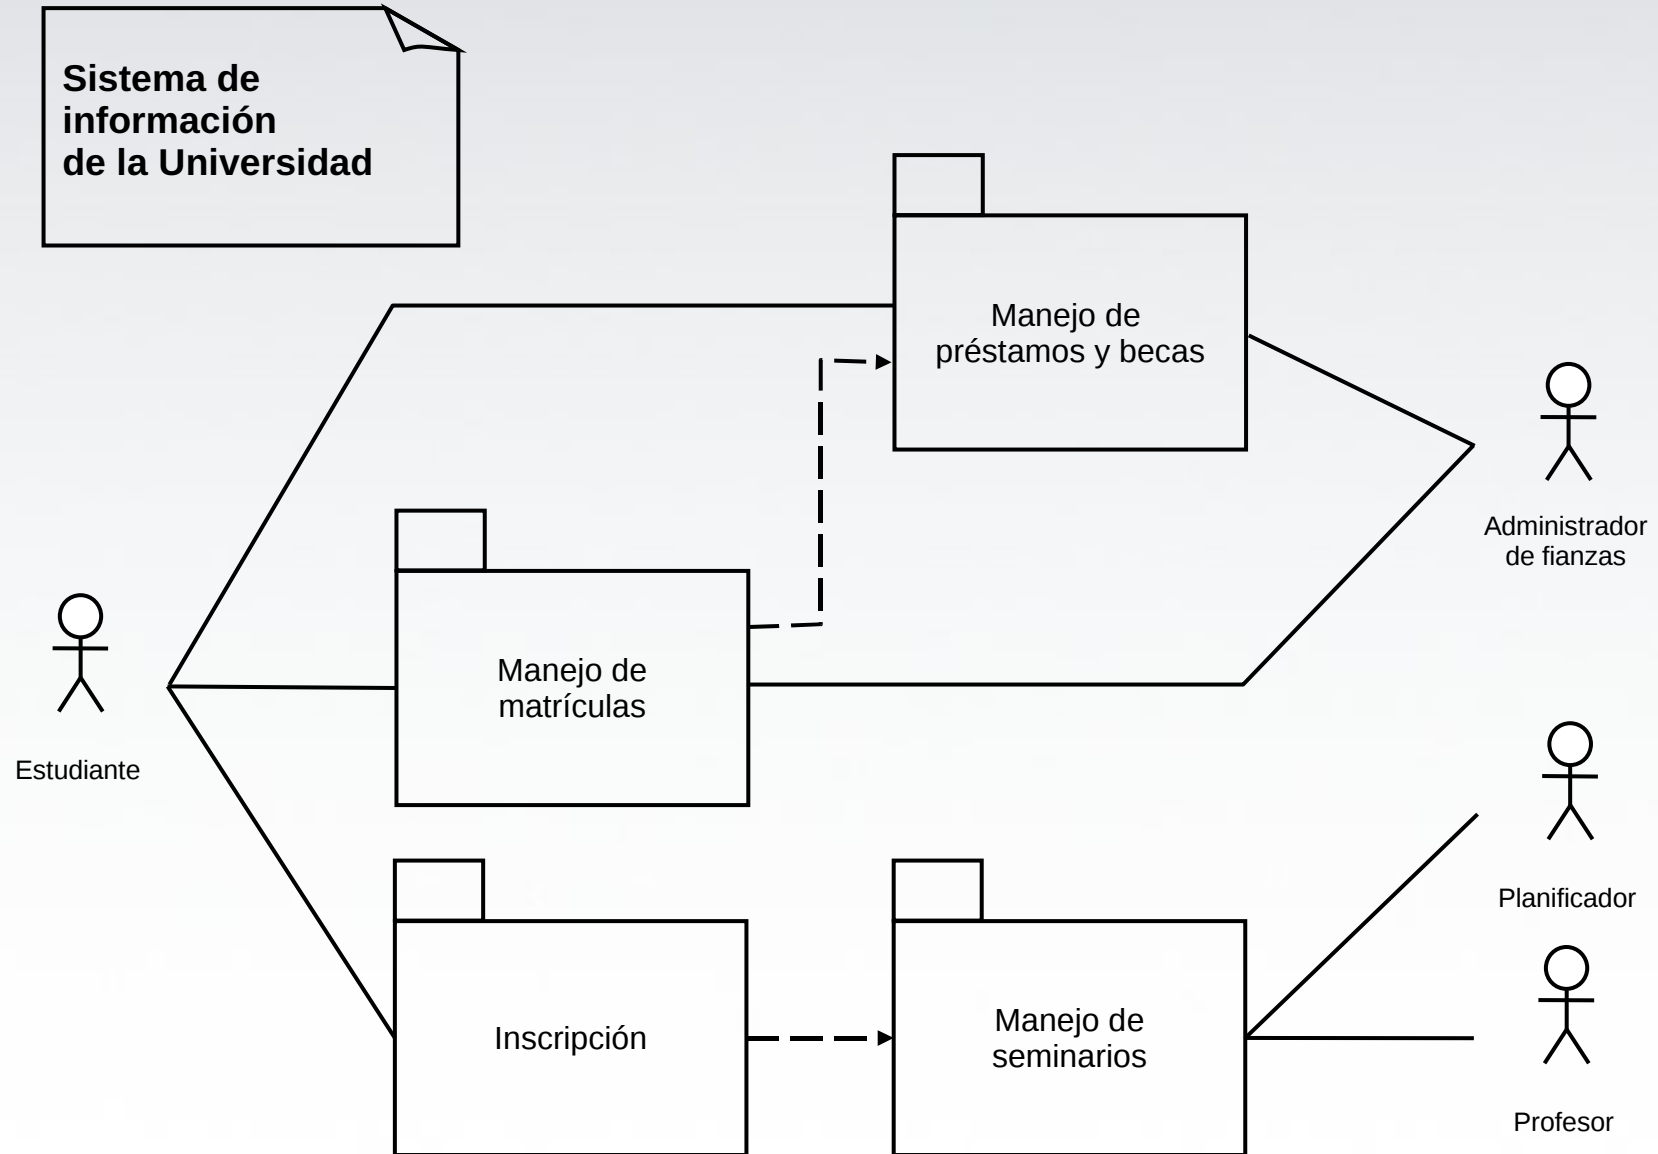 Sistema de
información
de la Universidad
Manejo de
préstamos y becas
Administrador
de fianzas
Manejo de
matrículas
Estudiante
Planificador
Inscripción
Manejo de
seminarios
Profesor